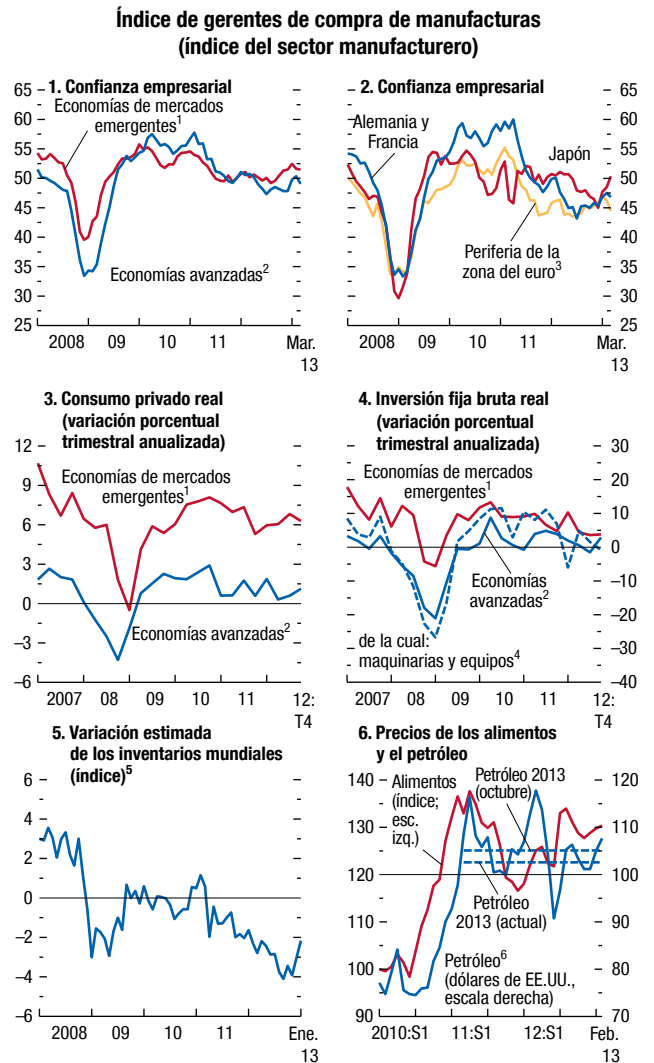 Índice de gerentes de compra de manufacturas
(índice del sector manufacturero)
1. Confianza empresarial
Economías de mercados
emergentes1
Economías avanzadas2
65
60
55
50
45
40
35
30
25
2008
09
10
11
Mar.
13
2. Confianza empresarial
Alemania y
Francia
Japón
Periferia de la
zona del euro3
65
60
55
50
45
40
35
30
25
2008
09
10
11
Mar.
13
3. Consumo privado real
(variación porcentual
trimestral anualizada)
Economías de mercados
emergentes1
Economías avanzadas2
12
9
6
3
0
–3
–6
2007
08
09
10
11
12:
T4
4. Inversión fija bruta real
(variación porcentual
trimestral anualizada)
Economías de mercados
emergentes1
Economías
avanzadas2
de la cual:
maquinarias y equipos4
30
20
10
0
–10
–20
–30
–40
2007
08
09
10
11
12:
T4
5. Variación estimada
de los inventarios mundiales
(índice)5
6
4
2
0
–2
–4
–6
2008
09
10
11
Ene.
13
6. Precios de los alimentos
y el petróleo
Alimentos
(índice;
esc.
izq.)
Petróleo 2013
(octubre)
Petróleo
2013 (actual)
Petróleo6
(dólares de EE.UU.,
escala derecha)
140
130
120
110
100
90
120
110
100
90
80
70
2010:S1
11:S1
12:S1
Feb.
13